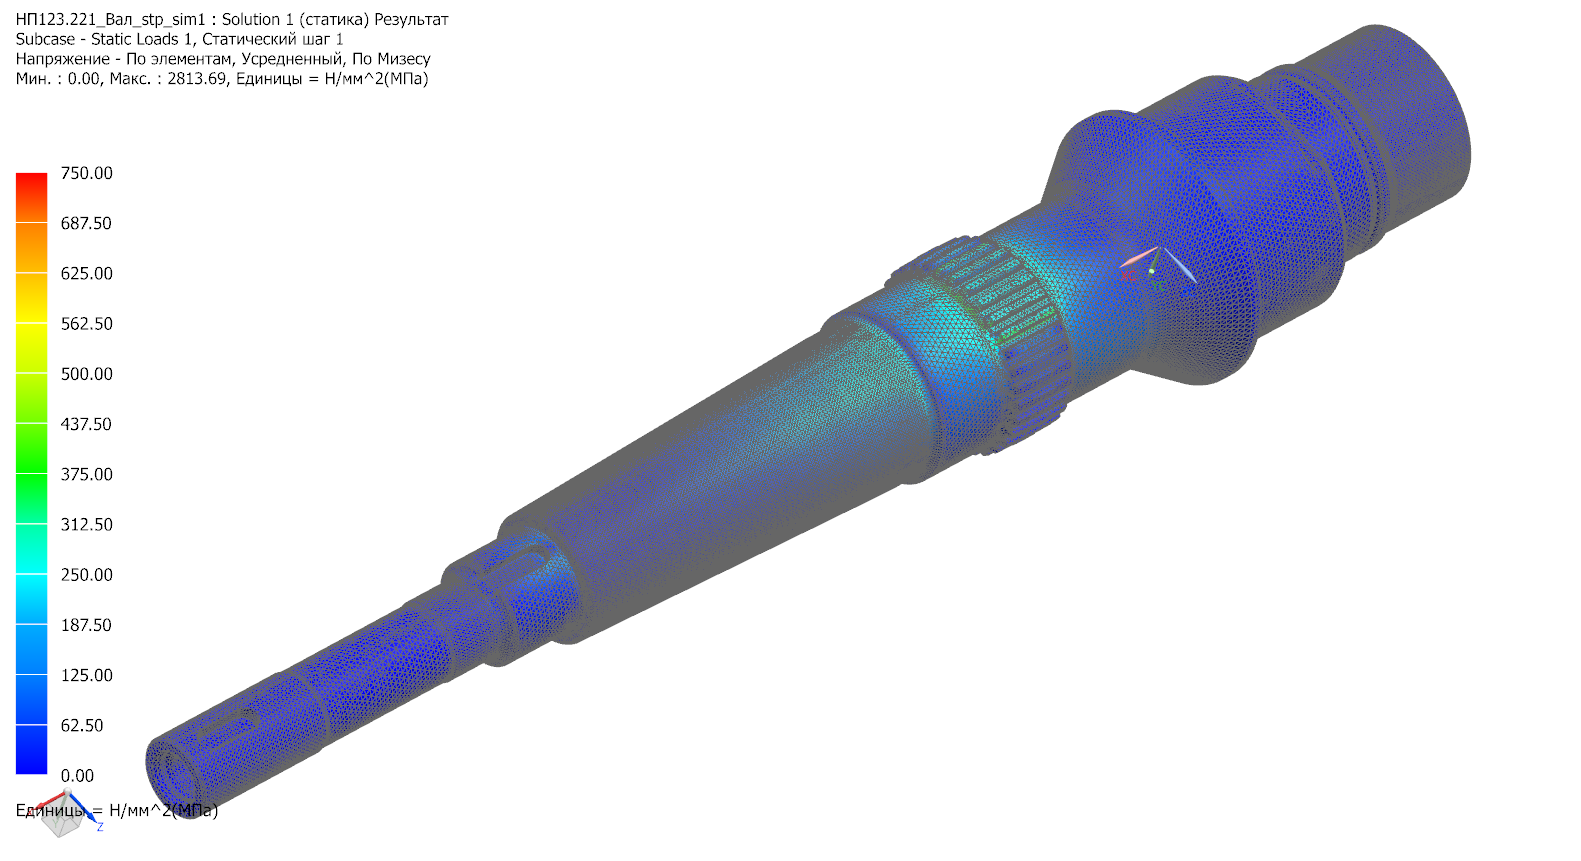 НП123.221_Вал_stp_sim1 : Solution 1 (статика) Результат
Subcase - Static Loads 1, Статический шаг 1
Напряжение - По элементам, Усредненный, По Мизесу
Мин. : 0.00, Макс. : 2813.69, Единицы = Н/мм^2(МПа)
750.00
687.50
625.00
562.50
500.00
437.50
375.00
312.50
250.00
187.50
125.00
62.50
0.00
Единицы = Н/мм^2(МПа)
Z